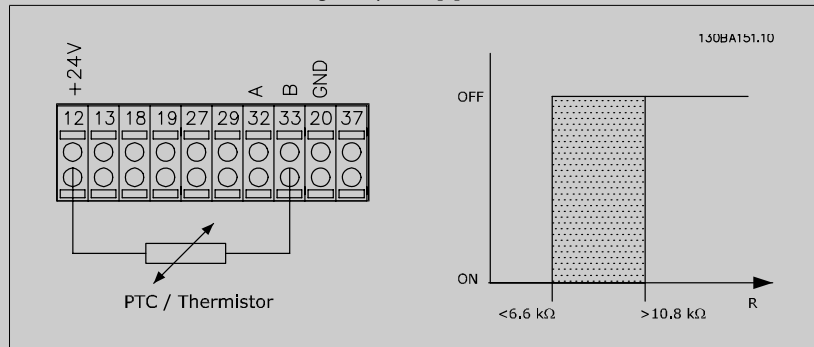 130BA151.10
+24V
A
B
GND
12 13 18 19 27 29 32 33 20 37
PTC / Thermistor
OFF
ON
<6.6 kΩ
>10.8 kΩ
R